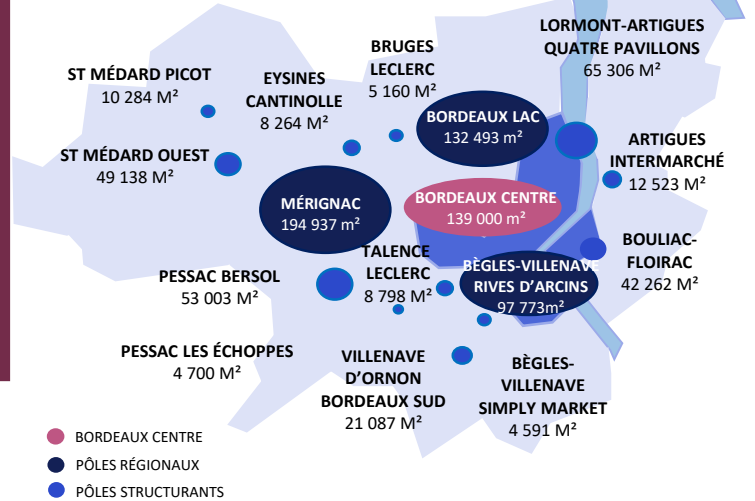 LORMONT-ARTIGUES
QUATRE PAVILLONS
65 306 M²
BRUGES
LECLERC
5 160 M²
ST MÉDARD PICOT
10 284 M²
EYSINES
CANTINOLLE
8 264 M²
BORDEAUX LAC
132 493 m²
ARTIGUES
INTERMARCHÉ
12 523 M²
ST MÉDARD OUEST
49 138 M²
MÉRIGNAC
194 937 m²
BORDEAUX CENTRE
139 000 m²
BOULIAC-
FLOIRAC
42 262 M²
TALENCE
LECLERC
8 798 M²
BÈGLES-VILLENAVE
RIVES D'ARCINS
97 773m²
PESSAC BERSOL
53 003 M²
PESSAC LES ÉCHOPPES
4 700 M²
VILLENAVE
D'ORNON
BORDEAUX SUD
21 087 M²
BÈGLES-
VILLENAVE
SIMPLY MARKET
4 591 M²
BORDEAUX CENTRE
PÔLES RÉGIONAUX
PÔLES STRUCTURANTS